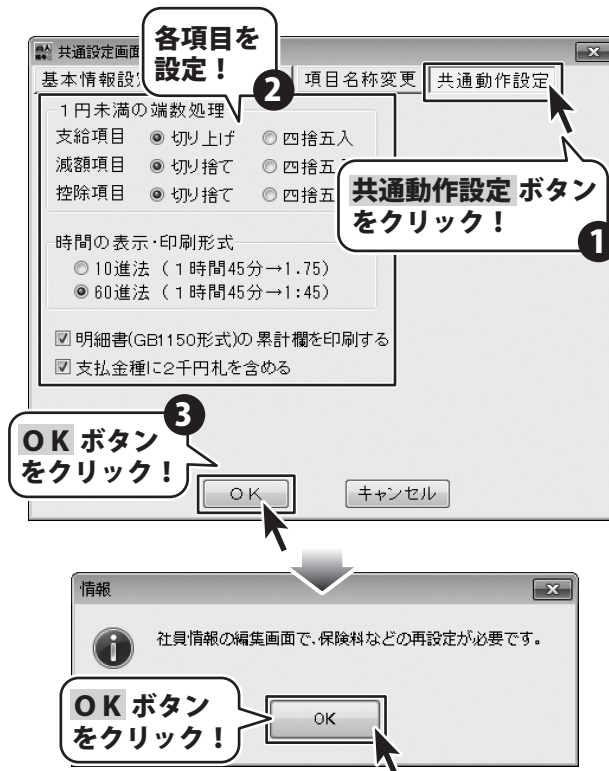 共通設定画面
各項目を
設定！
2
基本情報設定
項目名称変更
共通動作設定
1円未満の端数処理
支給項目 切り上げ 四捨五入
減額項目 切り捨て 四捨五入
控除項目 切り捨て 四捨五
共通動作設定 ボタン
をクリック！
1
時間の表示・印刷形式
10進法（1時間45分→1.75）
60進法（1時間45分→1:45）
明細書(GB1150形式)の累計欄を印刷する
支払金種に2千円札を含める
3
OK ボタン
をクリック！
OK
キャンセル
情報
社員情報の編集画面で、保険料などの再設定が必要です。
OK ボタン
をクリック！
OK